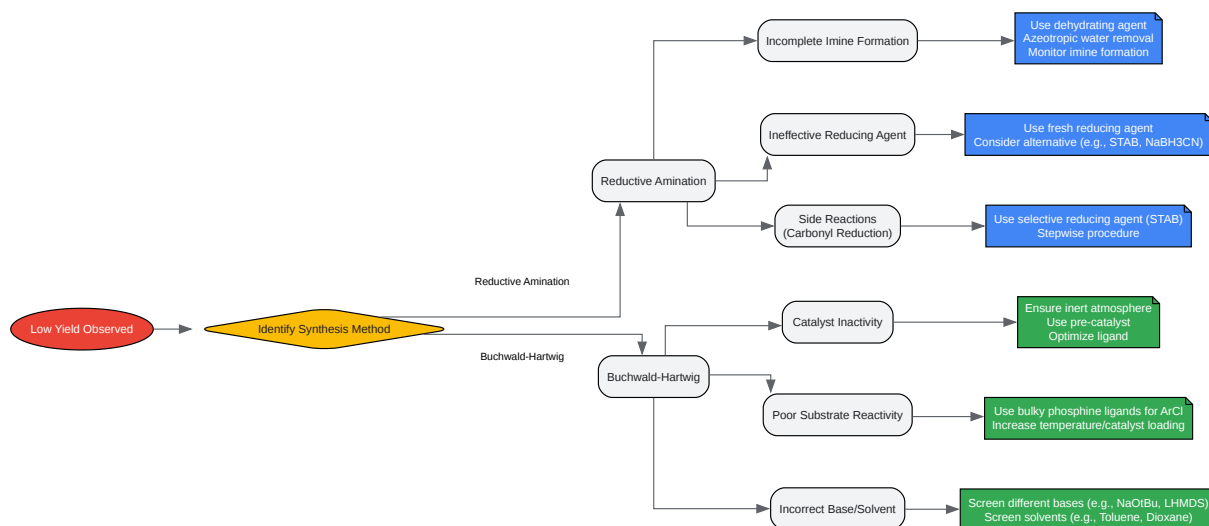 Low Yield Observed
Identify Synthesis Method
Reductive Amination
Buchwald-Hartwig
Reductive Amination
Incomplete Imine Formation
Use dehydrating agent
Azeotropic water removal
Monitor imine formation
Ineffective Reducing Agent
Use fresh reducing agent
Consider alternative (e.g., STAB, NaBH3CN)
Side Reactions
(Carbonyl Reduction)
Use selective reducing agent (STAB)
Stepwise procedure
Buchwald-Hartwig
Catalyst Inactivity
Ensure inert atmosphere
Use pre-catalyst
Optimize ligand
Poor Substrate Reactivity
Use bulky phosphine ligands for ArCl
Increase temperature/catalyst loading
Incorrect Base/Solvent
Screen different bases (e.g., NaOtBu, LHMDS)
Screen solvents (e.g., Toluene, Dioxane)